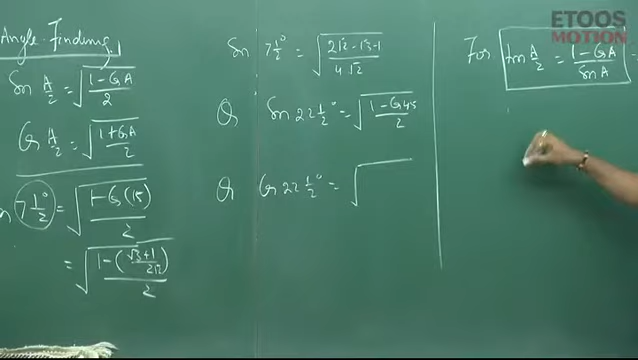 Angle-Finding
Sin A/2 = √((1-Cos A)/2)
Cos A/2 = √((1+Cos A)/2)
7 1/2° = √((1-Cos(15))/2)
= √((1-((√3+1)/2√2))/2)
Sin 7 1/2° = √((2√2-√3-1)/4√2)
Q Sin 22 1/2° = √((1-Cos 45)/2)
Q Cos 22 1/2° = √
For tan A/2 = (1-Cos A)/Sin A
ETOOS
MOTION